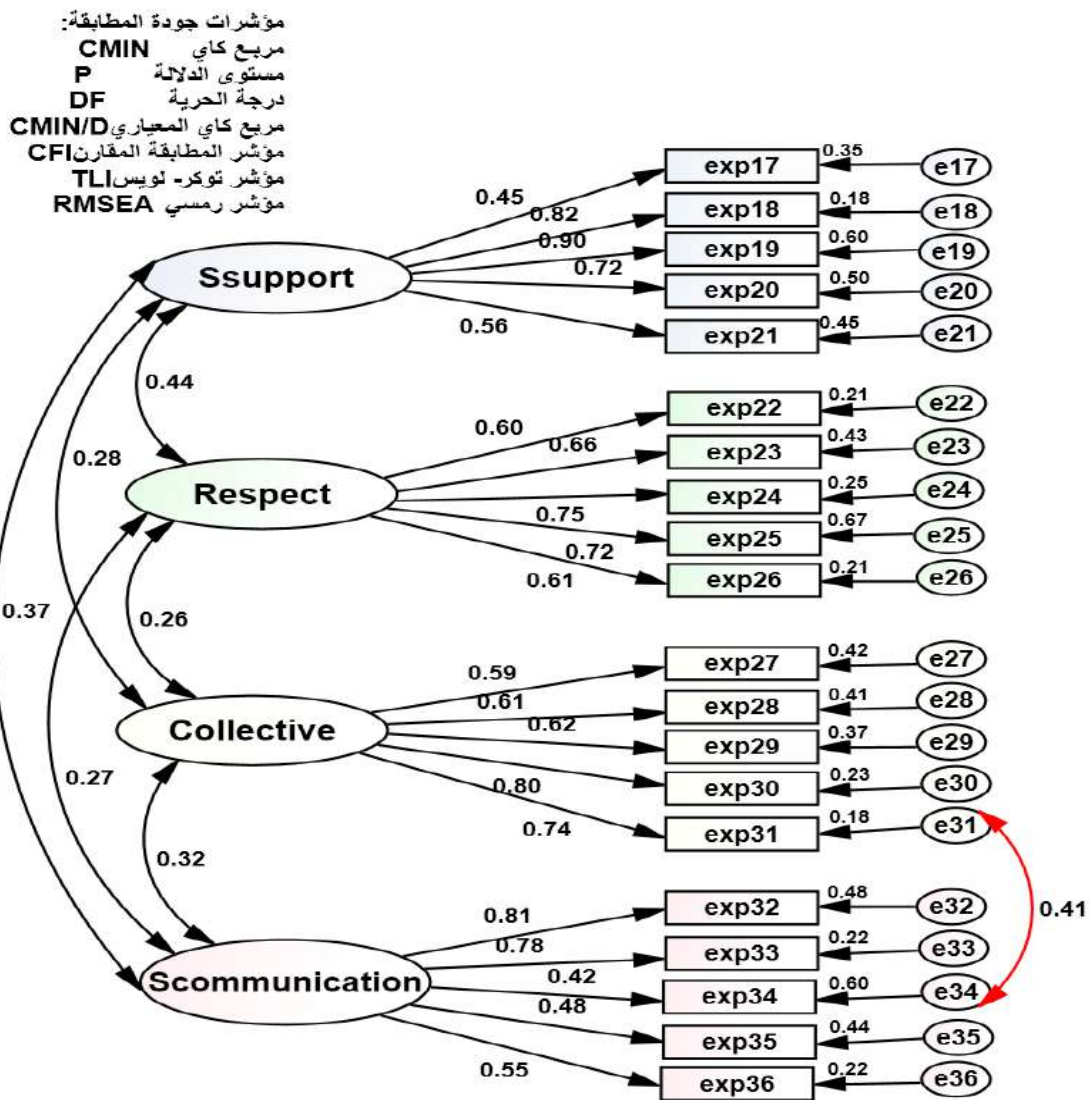 مؤشرات جودة المطابقة:
مربع كاي CMIN
مستوى الدلالة P
درجة الحرية DF
مربع كاي المعياري CMIN/D
مؤشر المطابقة المقارن CFI
مؤشر توكر- لويس TLI
مؤشر رمسي RMSEA
Ssupport
0.45
0.82
0.90
0.72
0.56
exp17 0.35 e17
exp18 0.18 e18
exp19 0.60 e19
exp20 0.50 e20
exp21 0.45 e21
0.44
0.28
Respect
0.60
0.66
0.75
0.72
0.61
exp22 0.21 e22
exp23 0.43 e23
exp24 0.25 e24
exp25 0.67 e25
exp26 0.21 e26
0.37
0.26
Collective
0.59
0.61
0.62
0.80
0.74
exp27 0.42 e27
exp28 0.41 e28
exp29 0.37 e29
exp30 0.23 e30
exp31 0.18 e31
0.27
0.32
0.41
Scommunication
0.81
0.78
0.42
0.48
0.55
exp32 0.48 e32
exp33 0.22 e33
exp34 0.60 e34
exp35 0.44 e35
exp36 0.22 e36